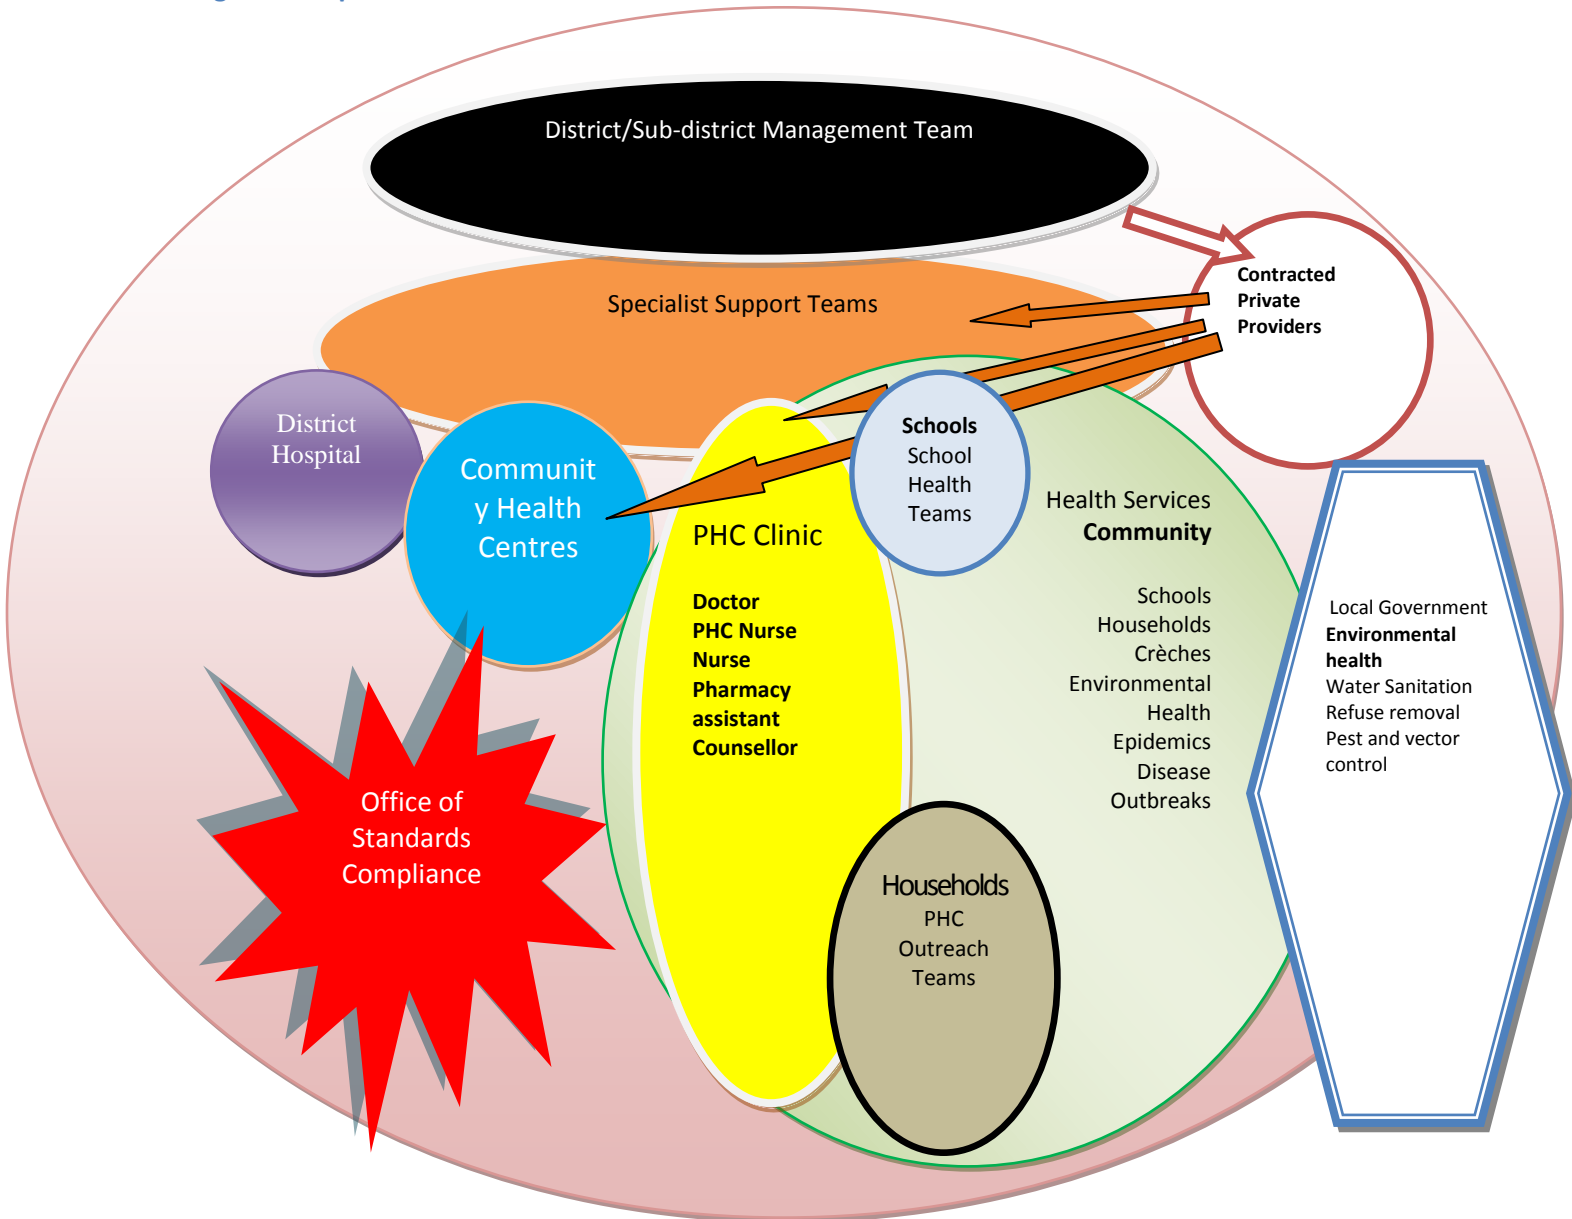 District/Sub-district Management Team
Specialist Support Teams
Contracted
Private
Providers
District
Hospital
Communit
y Health
Centres
Schools
School
Health
Teams
PHC Clinic
Doctor
PHC Nurse
Nurse
Pharmacy
assistant
Counsellor
Health Services
Community
Schools
Households
Crèches
Environmental
Health
Epidemics
Disease
Outbreaks
Local Government
Environmental
health
Water Sanitation
Refuse removal
Pest and vector
control
Office of
Standards
Compliance
Households
PHC
Outreach
Teams